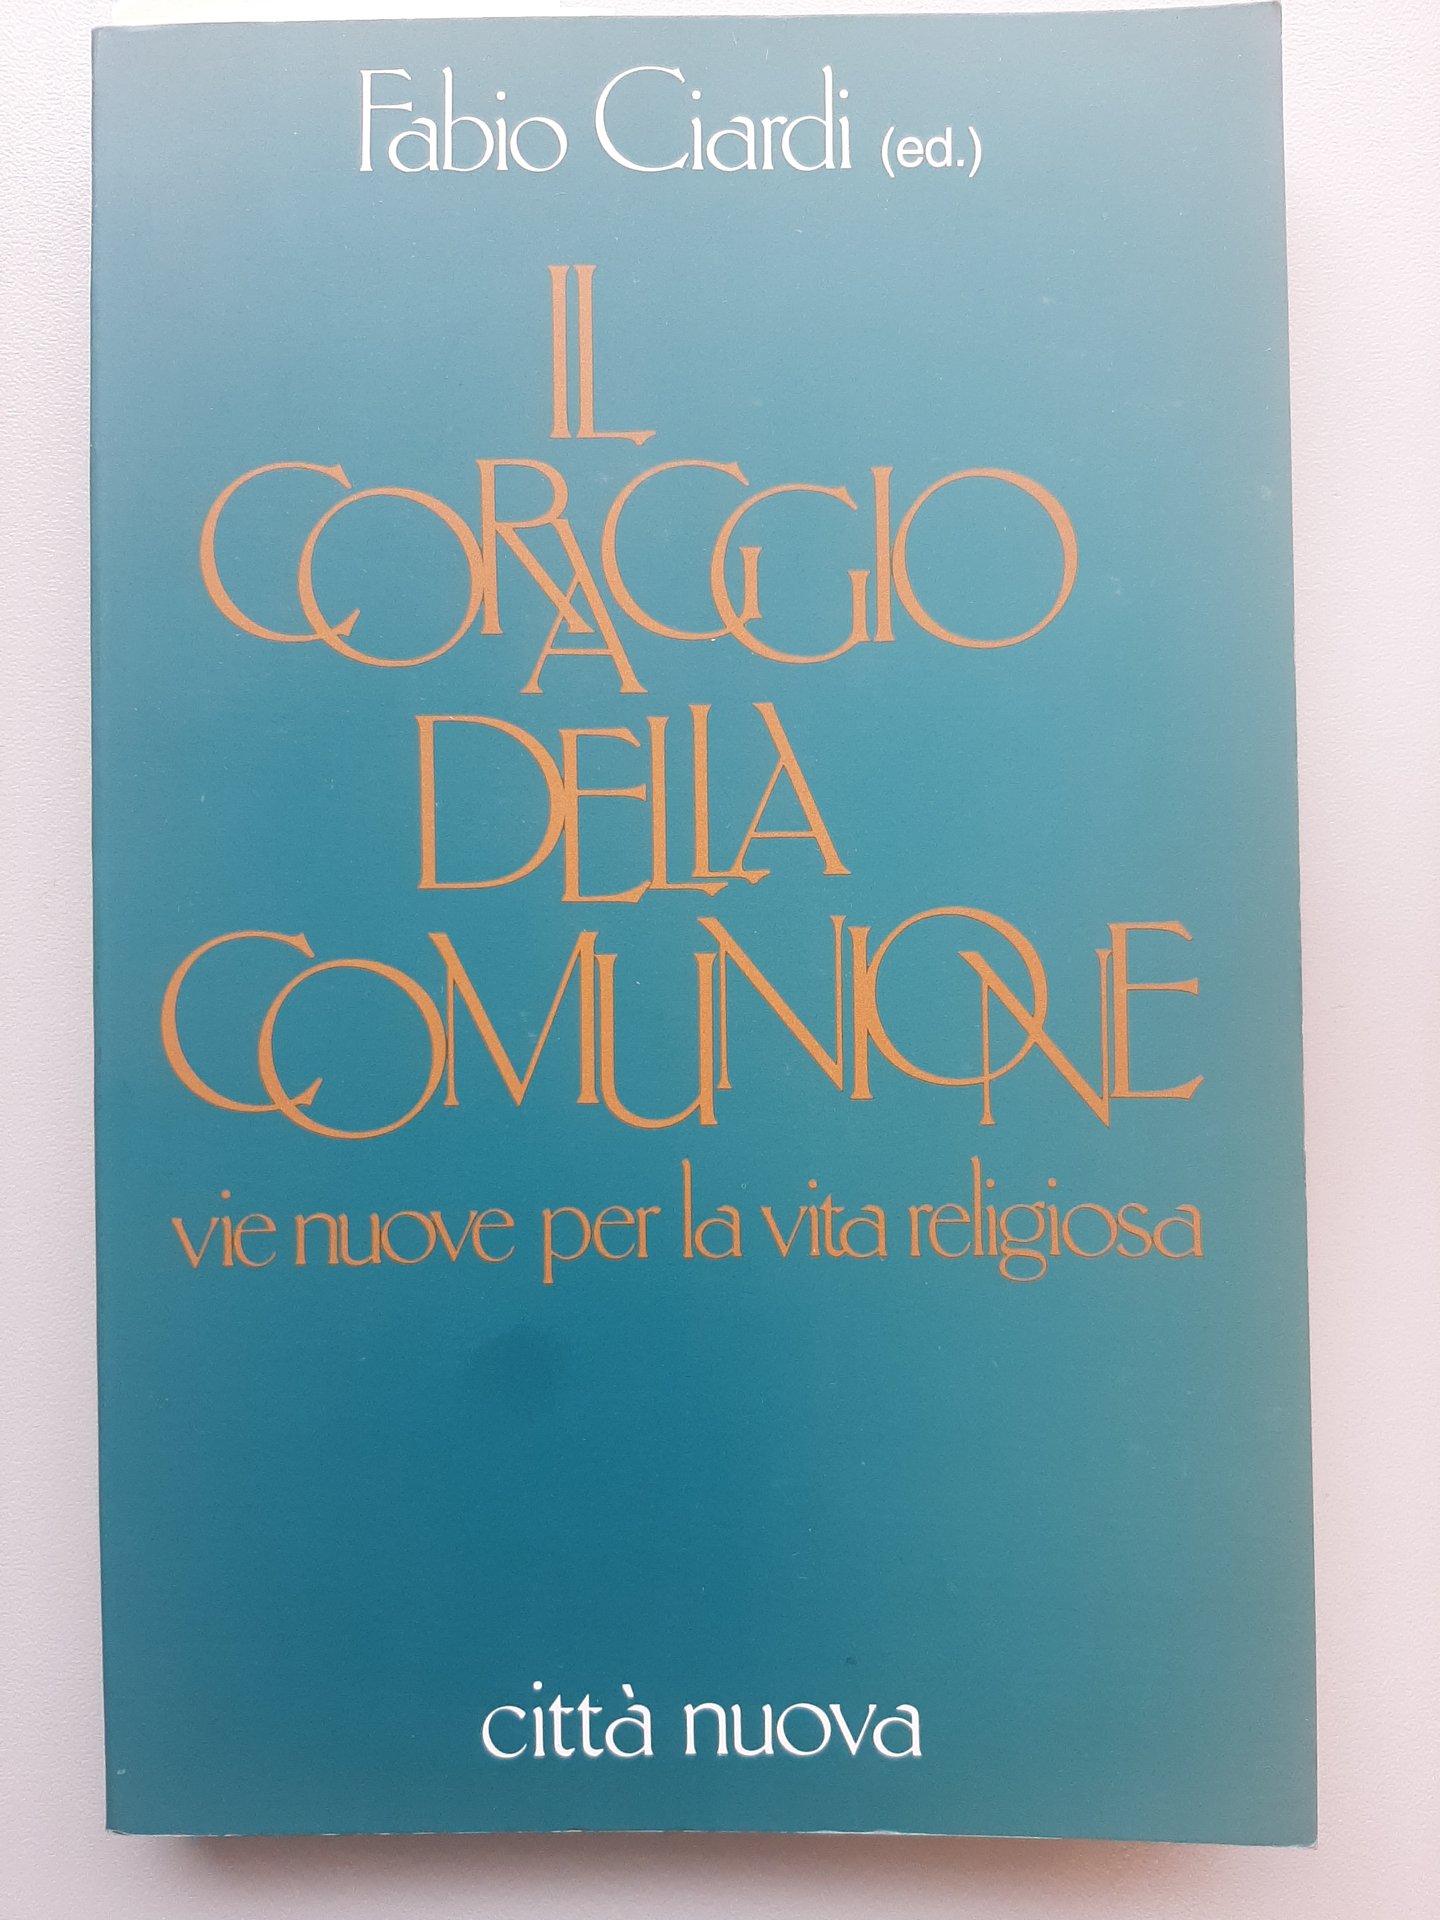 Fabio Ciardi (ed.)
IL
CORAGGIO
DELLA
COMUNIONE
vie nuove per la vita religiosa
città nuova